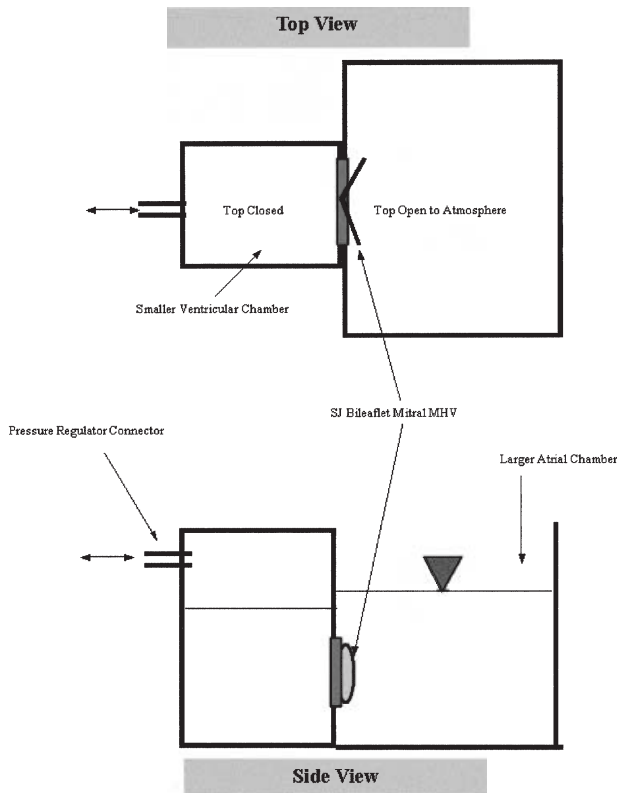 Top View
Top Closed
Top Open to Atmosphere
Smaller Ventricular Chamber
SJ Bileaflet Mitral MHV
Pressure Regulator Connector
Larger Atrial Chamber
Side View